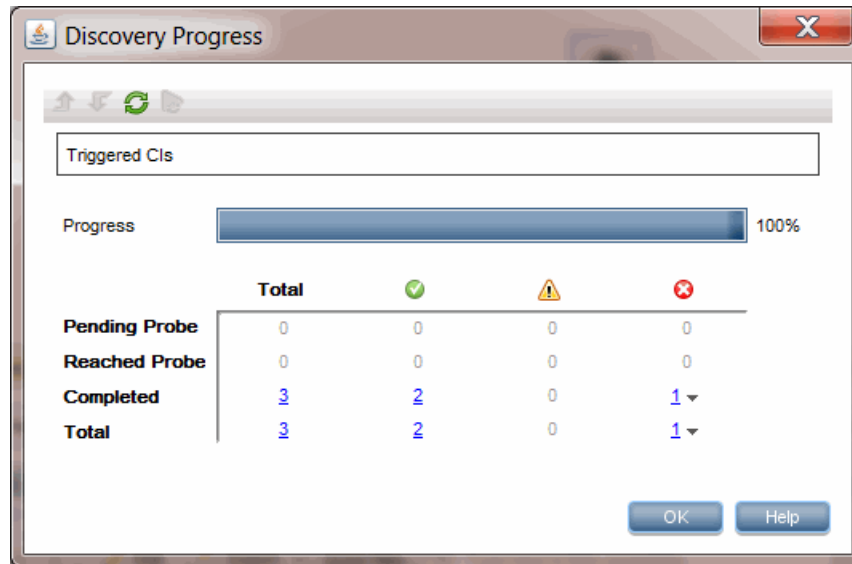 Discovery Progress
Triggered CIs
Progress 100%
Total
Pending Probe 0 0 0 0
Reached Probe 0 0 0 0
Completed 3 2 0 1
Total 3 2 0 1
OK Help